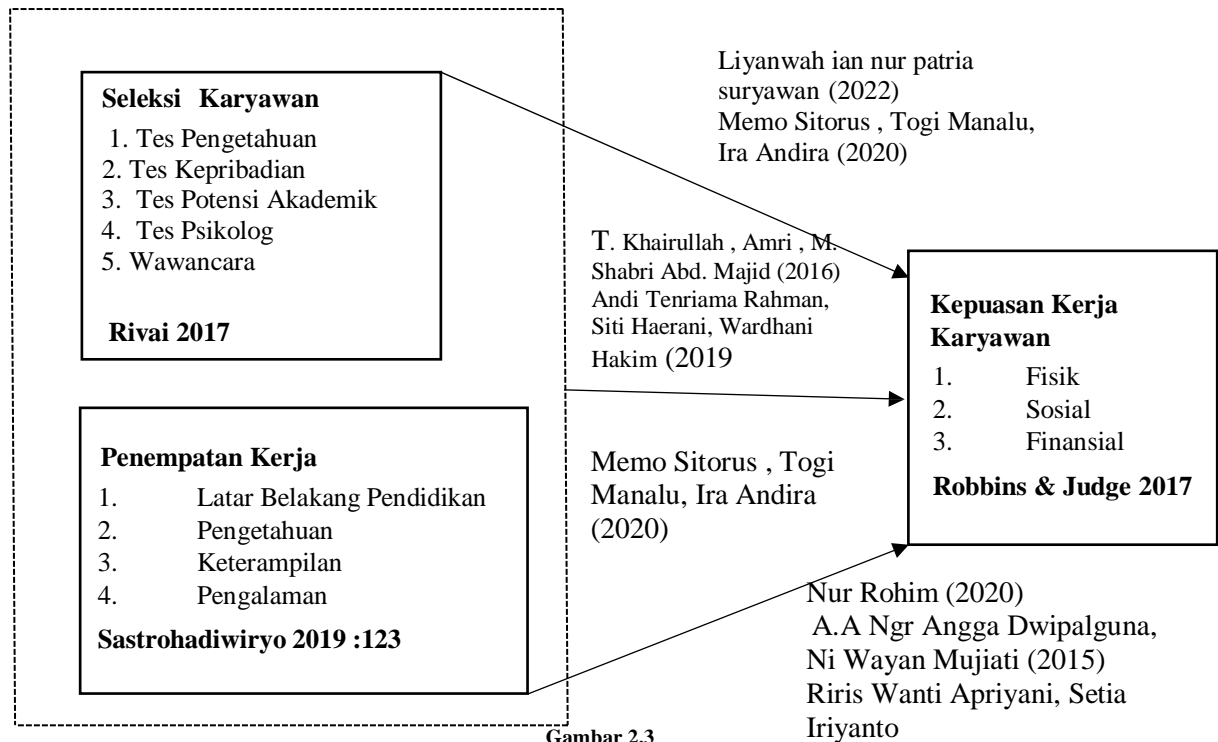 Seleksi Karyawan
1. Tes Pengetahuan
2. Tes Kepribadian
3. Tes Potensi Akademik
4. Tes Psikolog
5. Wawancara
Rivai 2017
Penempatan Kerja
1. Latar Belakang Pendidikan
2. Pengetahuan
3. Keterampilan
4. Pengalaman
Sastrohadiwiryo 2019 :123
Liyanwah ian nur patria
suryawan (2022)
Memo Sitorus , Togi Manalu,
Ira Andira (2020)
T. Khairullah , Amri , M.
Shabri Abd. Majid (2016)
Andi Tenriama Rahman,
Siti Haerani, Wardhani
Hakim (2019
Memo Sitorus , Togi
Manalu, Ira Andira
(2020)
Kepuasan Kerja
Karyawan
1. Fisik
2. Sosial
3. Finansial
Robbins & Judge 2017
Nur Rohim (2020)
A.A Ngr Angga Dwipalguna,
Ni Wayan Mujiati (2015)
Riris Wanti Apriyani, Setia
Iriyanto
Gambar 2.3